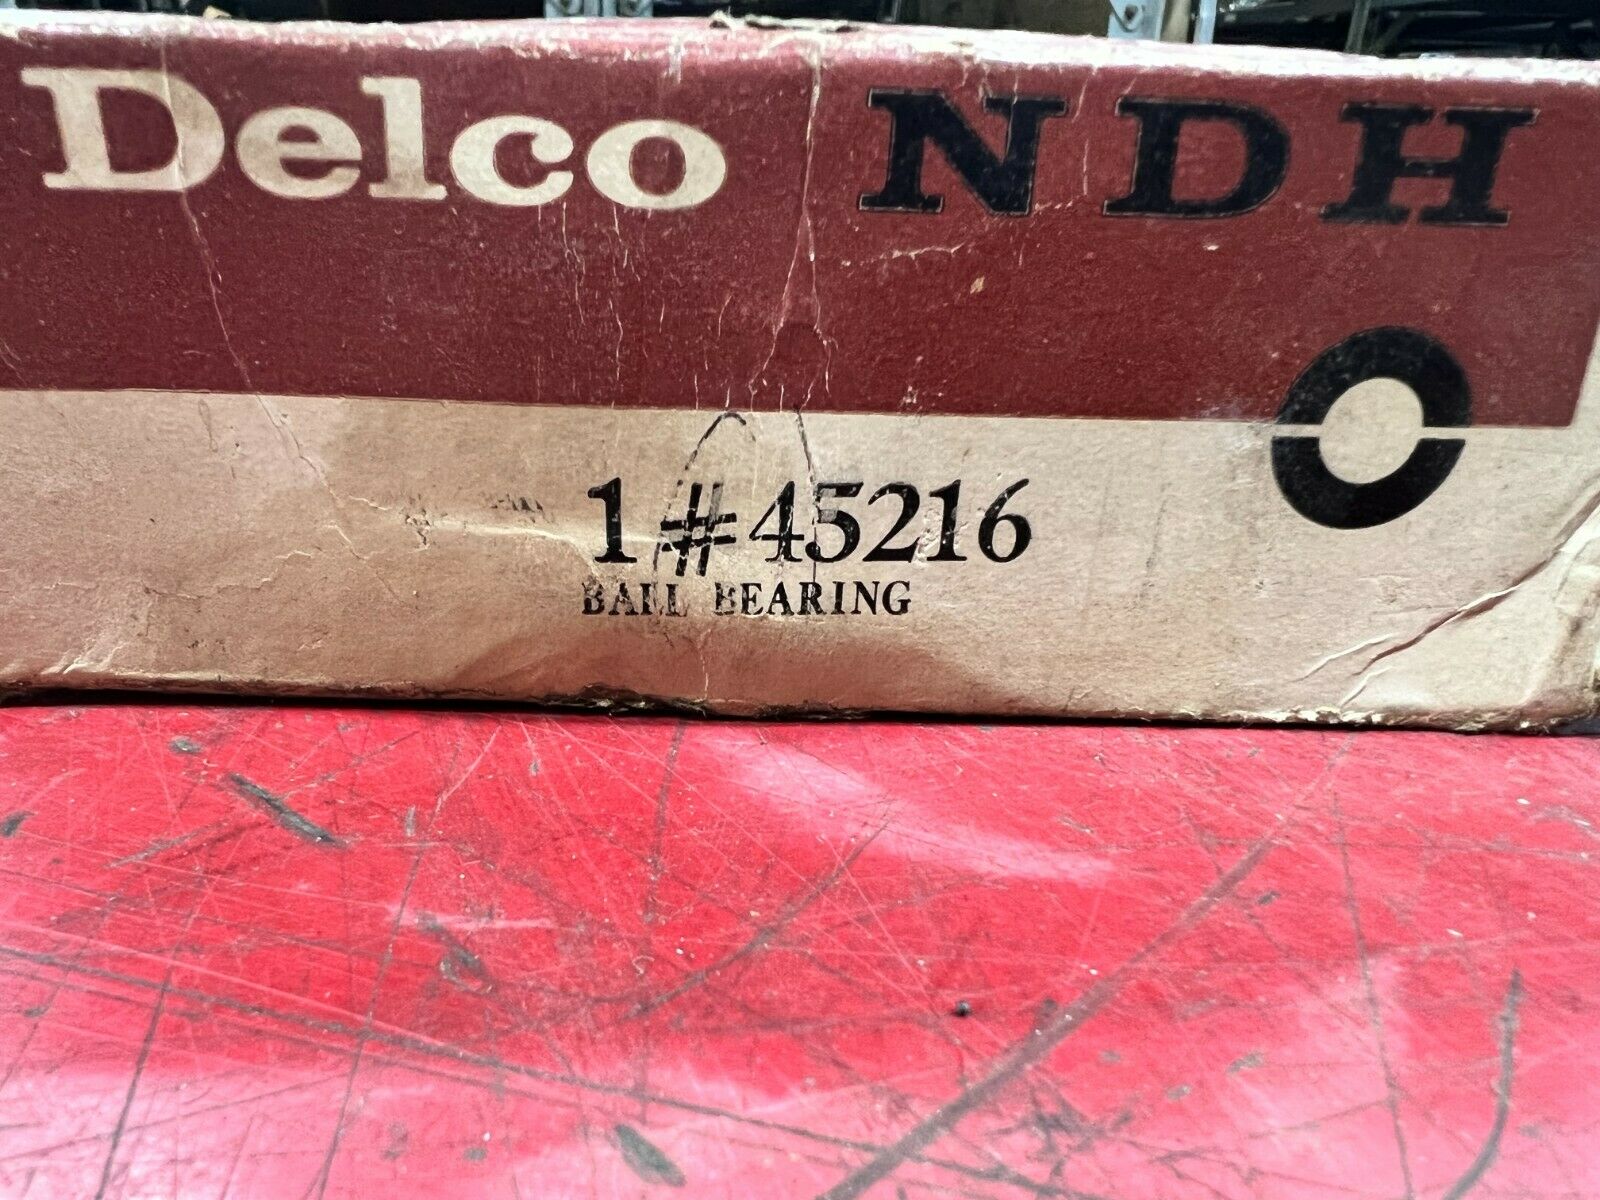 Delco NDH
1 #45216
BALL BEARING